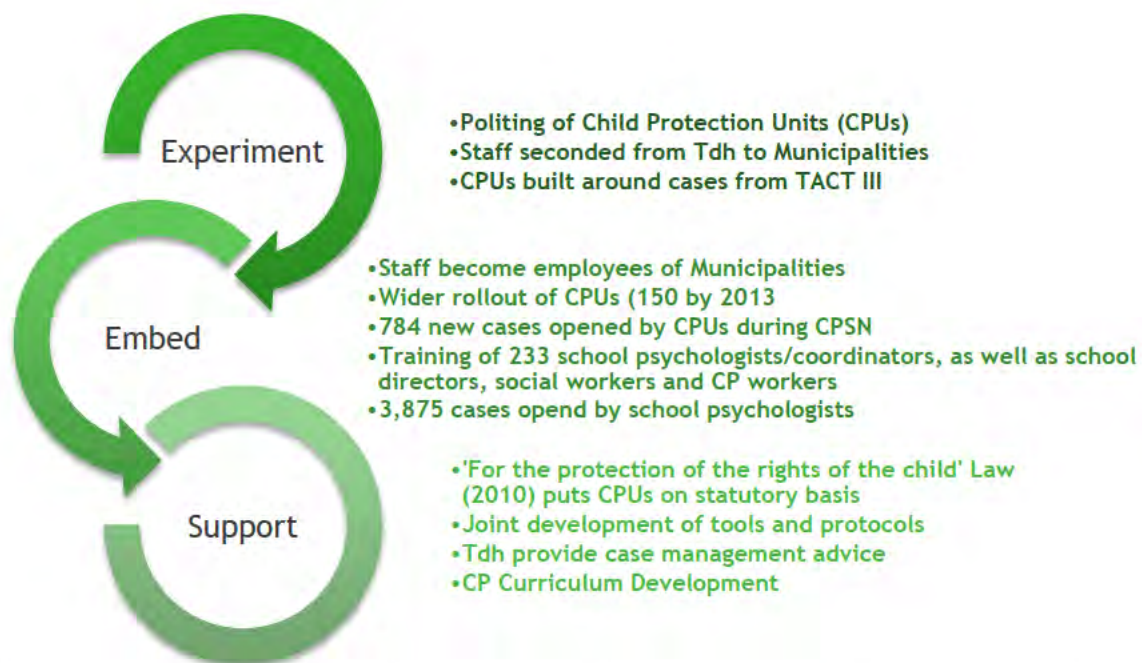 Experiment
•Politing of Child Protection Units (CPUs)
•Staff seconded from Tdh to Municipalities
•CPUs built around cases from TACT III
Embed
•Staff become employees of Municipalities
•Wider rollout of CPUs (150 by 2013
•784 new cases opened by CPUs during CPSN
•Training of 233 school psychologists/coordinators, as well as school
directors, social workers and CP workers
•3,875 cases opend by school psychologists
Support
•'For the protection of the rights of the child' Law
(2010) puts CPUs on statutory basis
•Joint development of tools and protocols
•Tdh provide case management advice
•CP Curriculum Development